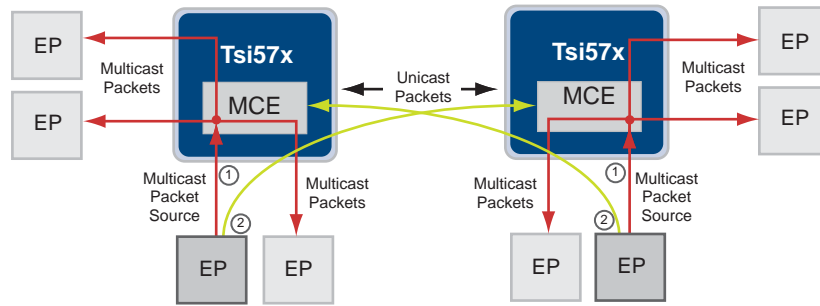 EP
Tsi57x
Tsi57x
EP
Multicast
Packets
Unicast
Packets
Multicast
Packets
MCE
MCE
EP
EP
1
1
Multicast
Packet
Source
Multicast
Packets
Multicast
Packets
Multicast
Packet
Source
2
2
EP
EP
EP
EP